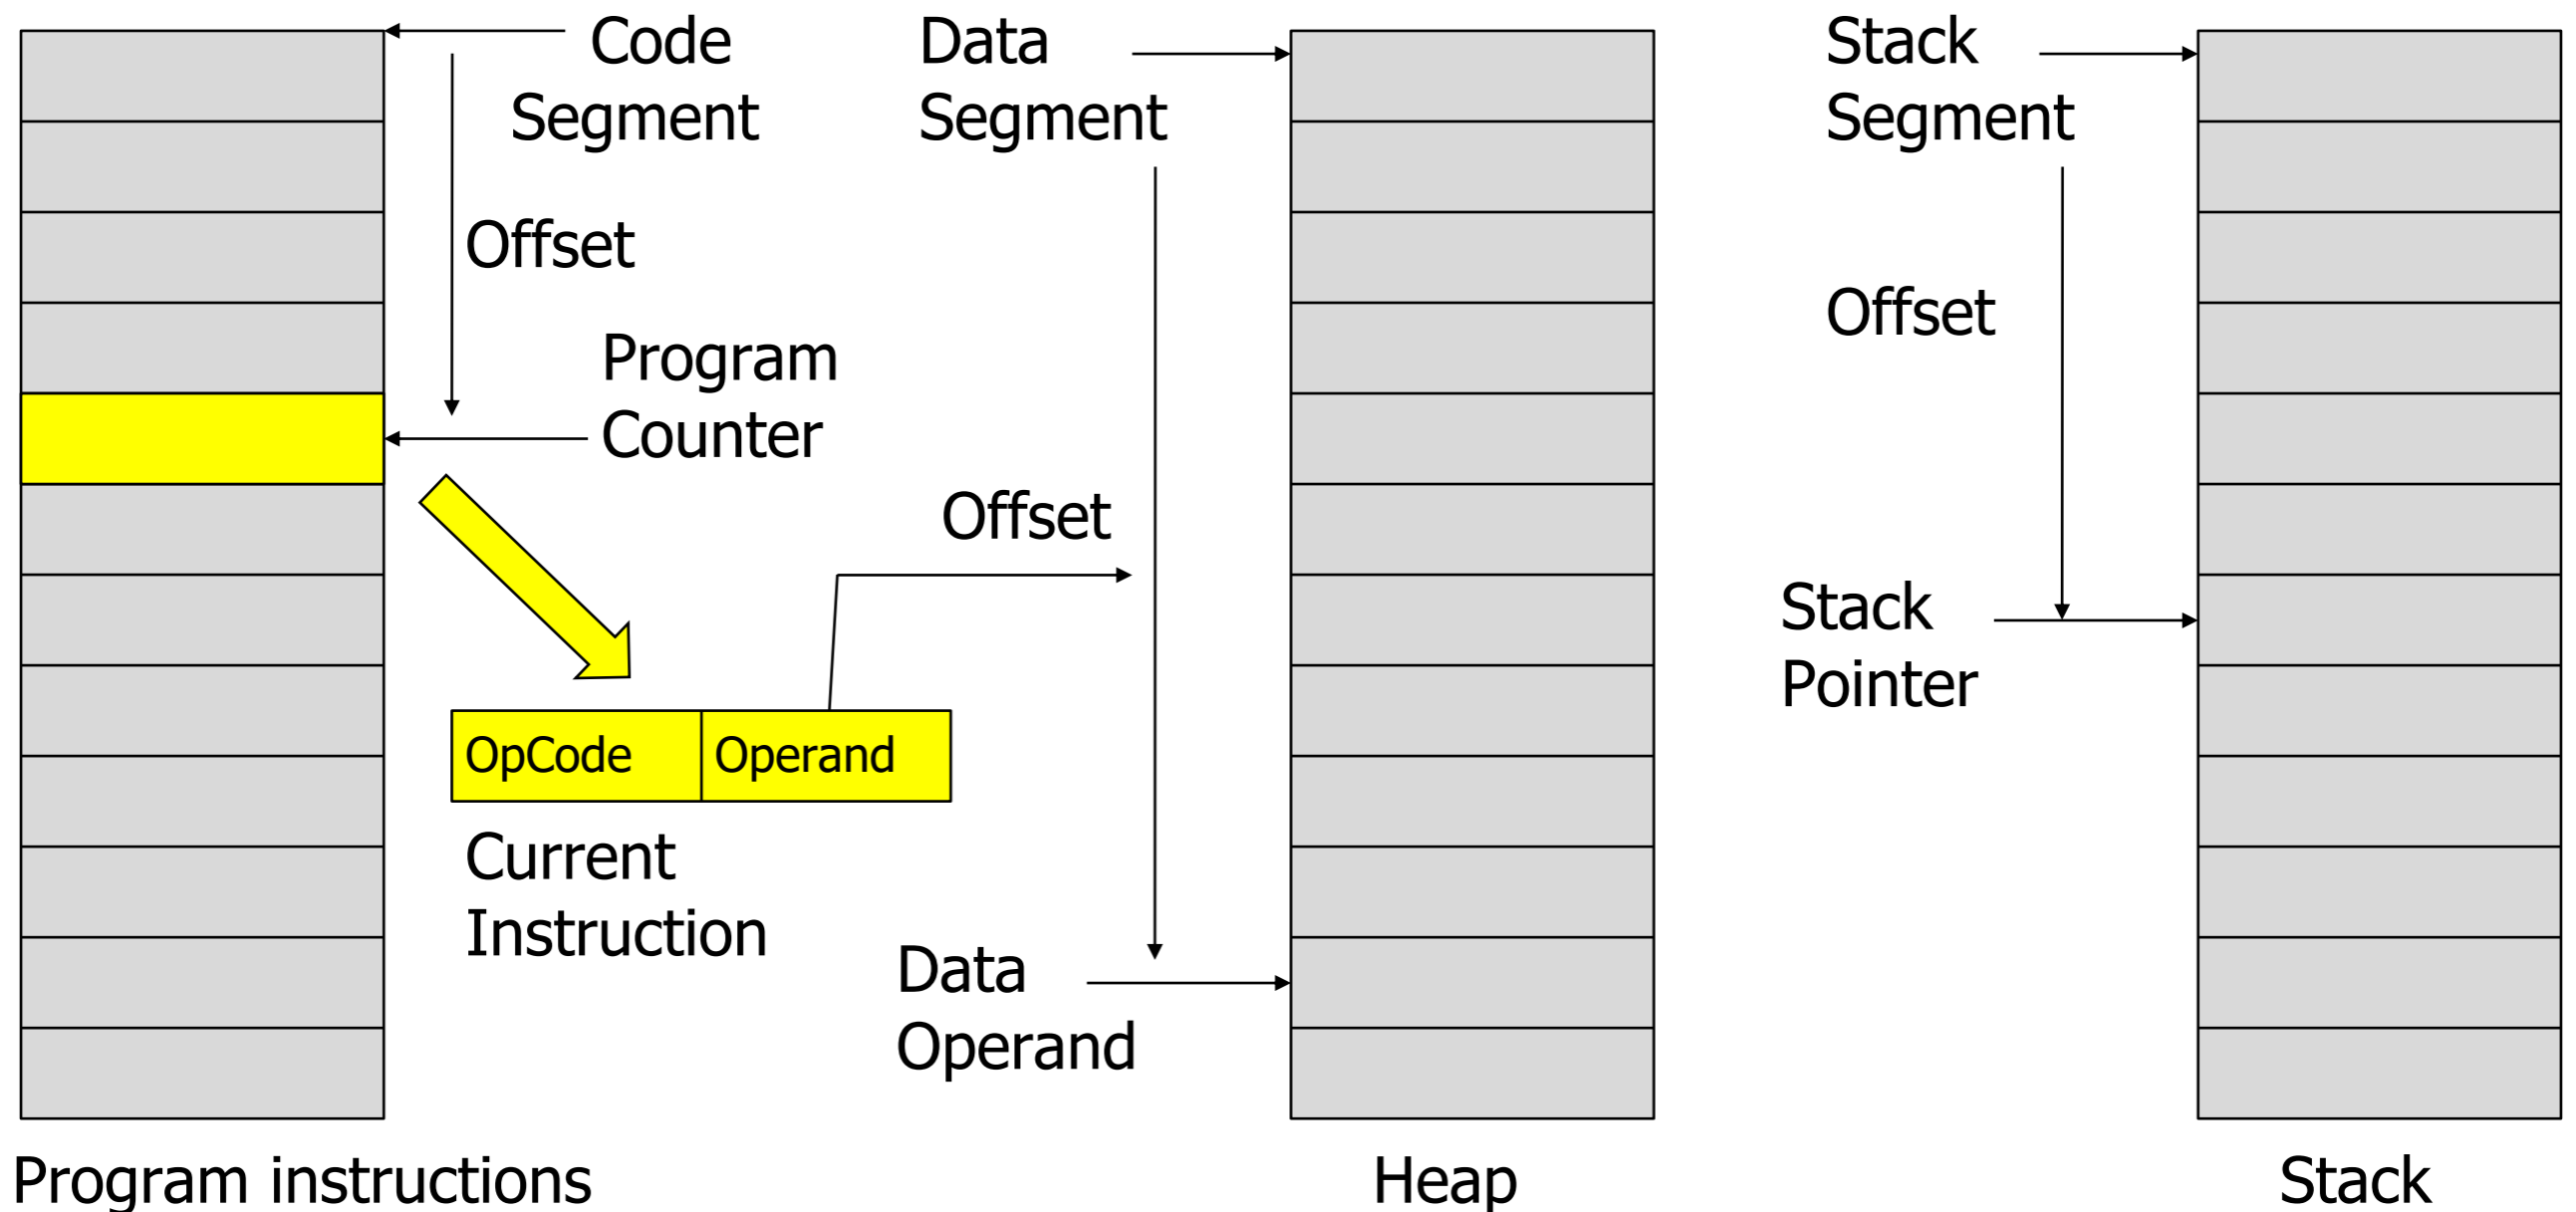 Code
Segment
Offset
Program
Counter
OpCode
Operand
Current
Instruction
Data
Segment
Offset
Data
Operand
Stack
Segment
Offset
Stack
Pointer
Program instructions
Heap
Stack